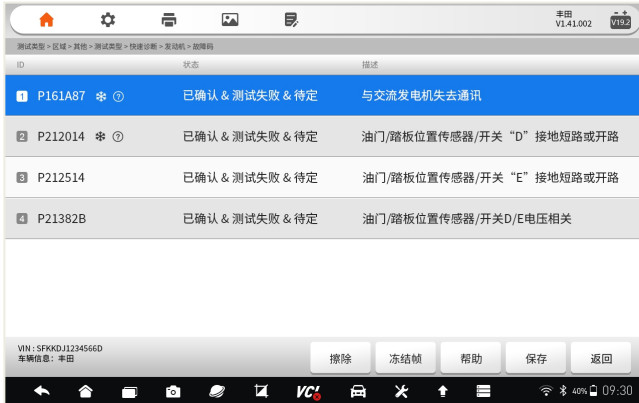 丰田
V1.41.002
V19.2
测试类型 > 区域 > 其他 > 测试类型 > 快速诊断 > 发动机 > 故障码
ID 状态 描述
1 P161A87 已确认 & 测试失败 & 待定 与交流发电机失去通讯
2 P212014 已确认 & 测试失败 & 待定 油门/踏板位置传感器/开关“D”接地短路或开路
3 P212514 已确认 & 测试失败 & 待定 油门/踏板位置传感器/开关“E”接地短路或开路
4 P21382B 已确认 & 测试失败 & 待定 油门/踏板位置传感器/开关D/E电压相关
VIN : SFKKDJ1234566D
车辆信息: 丰田
擦除 冻结帧 帮助 保存 返回
VCI 40% 09:30